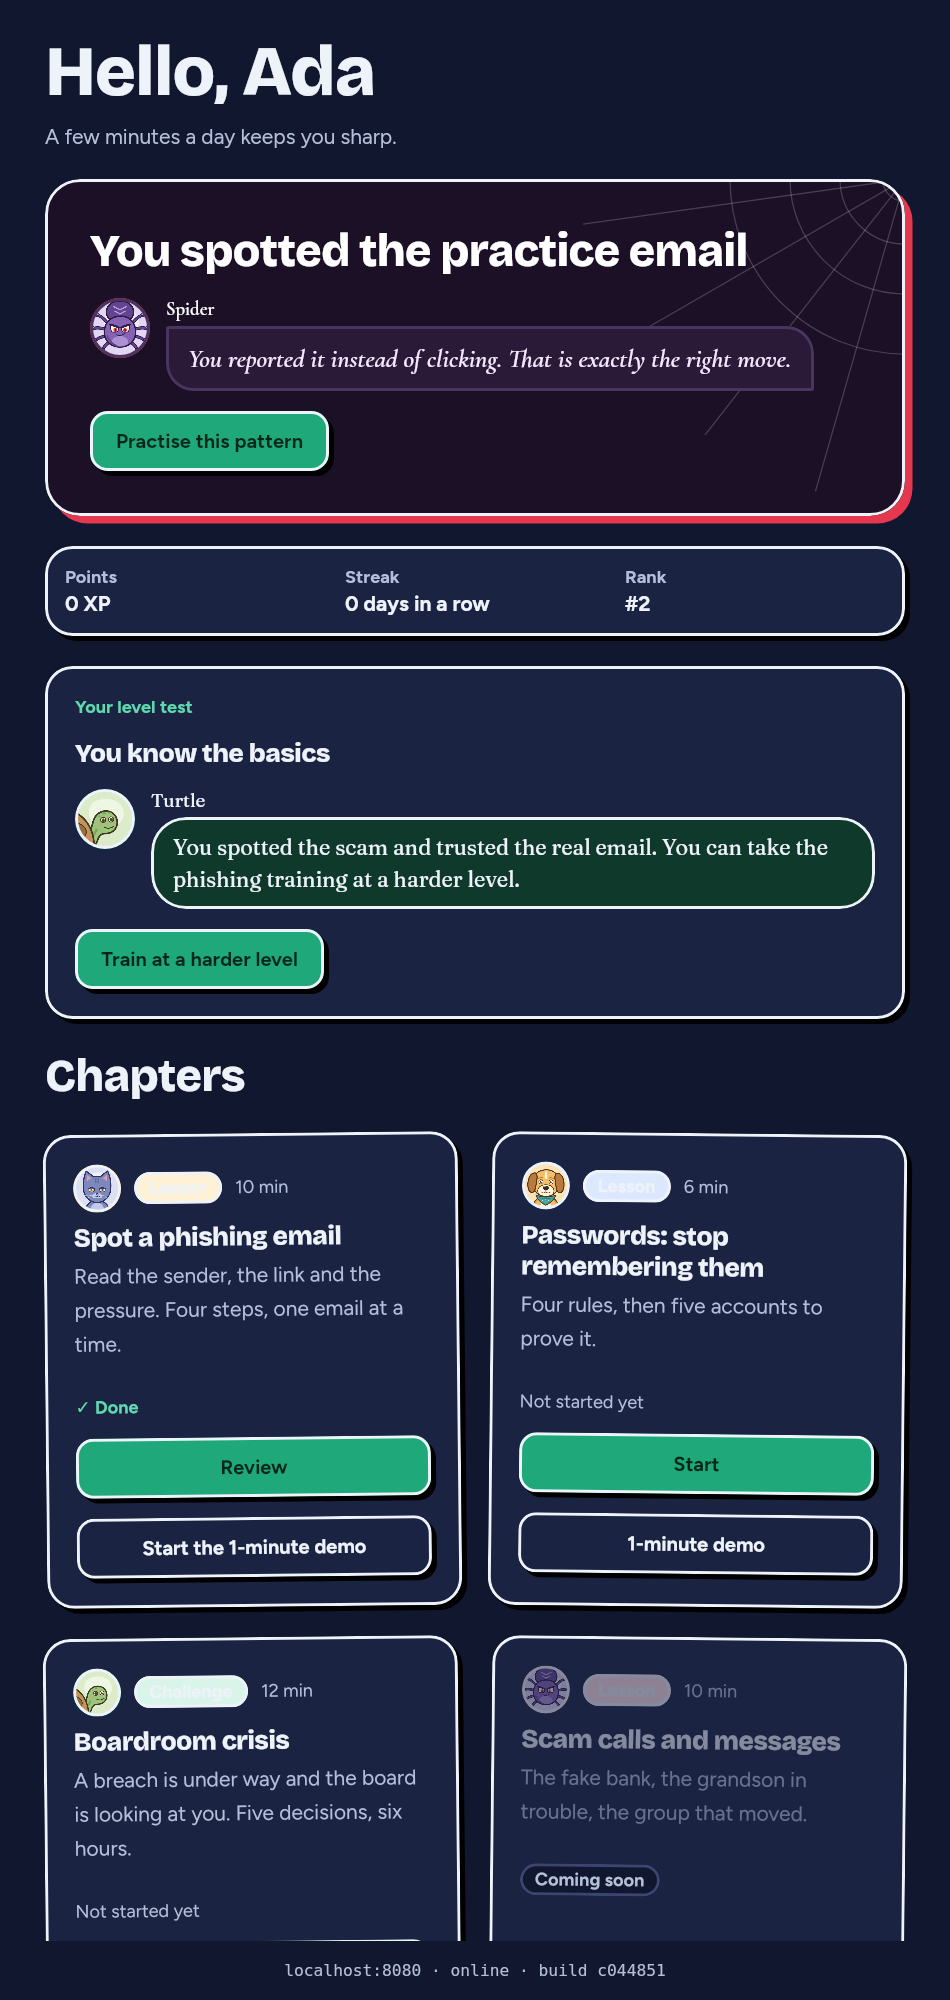 Hello, Ada
A few minutes a day keeps you sharp.
You spotted the practice email
Spider
You reported it instead of clicking. That is exactly the right move.
Practise this pattern
Points
0 XP
Streak
0 days in a row
Rank
#2
Your level test
You know the basics
Turtle
You spotted the scam and trusted the real email. You can take the
phishing training at a harder level.
Train at a harder level
Chapters
Lesson 10 min
Spot a phishing email
Read the sender, the link and the
pressure. Four steps, one email at a
time.
✓ Done
Review
Start the 1-minute demo
Lesson 6 min
Passwords: stop
remembering them
Four rules, then five accounts to
prove it.
Not started yet
Start
1-minute demo
Challenge 12 min
Boardroom crisis
A breach is under way and the board
is looking at you. Five decisions, six
hours.
Not started yet
Lesson 10 min
Scam calls and messages
The fake bank, the grandson in
trouble, the group that moved.
Coming soon
localhost:8080 · online · build c044851